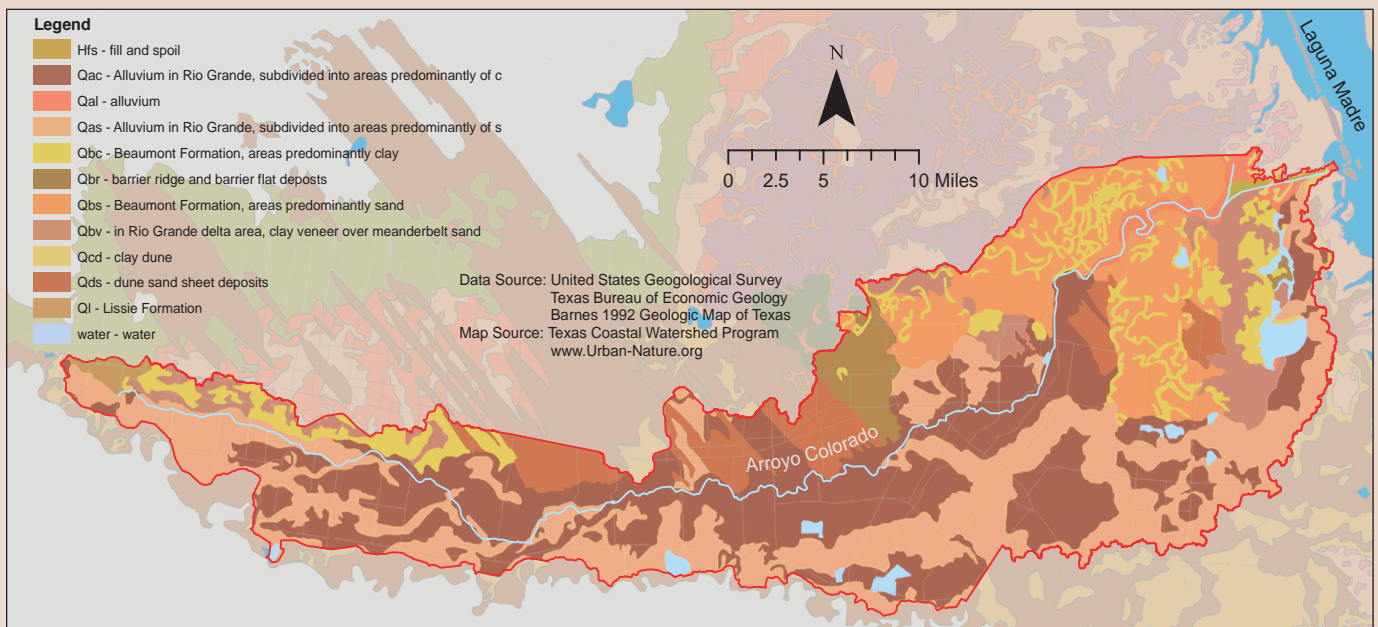 Legend
Hfs - fill and spoil
Qac - Alluvium in Rio Grande, subdivided into areas predominantly of c
Qal - alluvium
Qas - Alluvium in Rio Grande, subdivided into areas predominantly of s
Qbc - Beaumont Formation, areas predominantly clay
Qbr - barrier ridge and barrier flat deposts
Qbs - Beaumont Formation, areas predominantly sand
Qbv - in Rio Grande delta area, clay veneer over meanderbelt sand
Qcd - clay dune
Qds - dune sand sheet deposits
Ql - Lissie Formation
water - water
Data Source: United States Geological Survey
Texas Bureau of Economic Geology
Barnes 1992 Geologic Map of Texas
Map Source: Texas Coastal Watershed Program
www.Urban-Nature.org
N
0 2.5 5 10 Miles
Laguna Madre
Arroyo Colorado